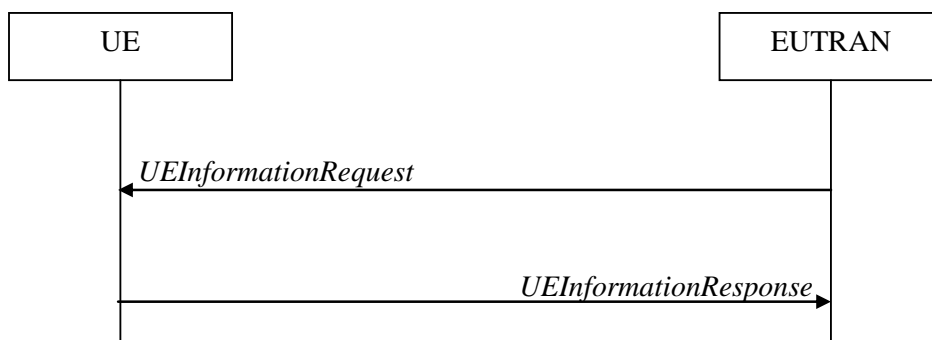 UE
EUTRAN
UEInformationRequest
UEInformationResponse